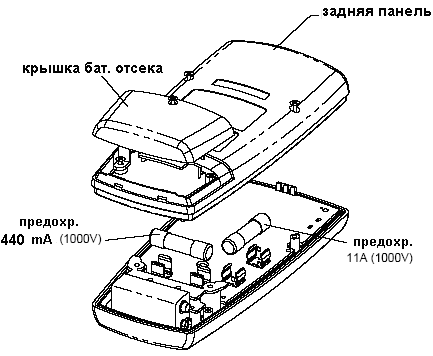 задняя панель
крышка бат. отсека
предохр.
440 mA (1000V)
предохр.
11A (1000V)